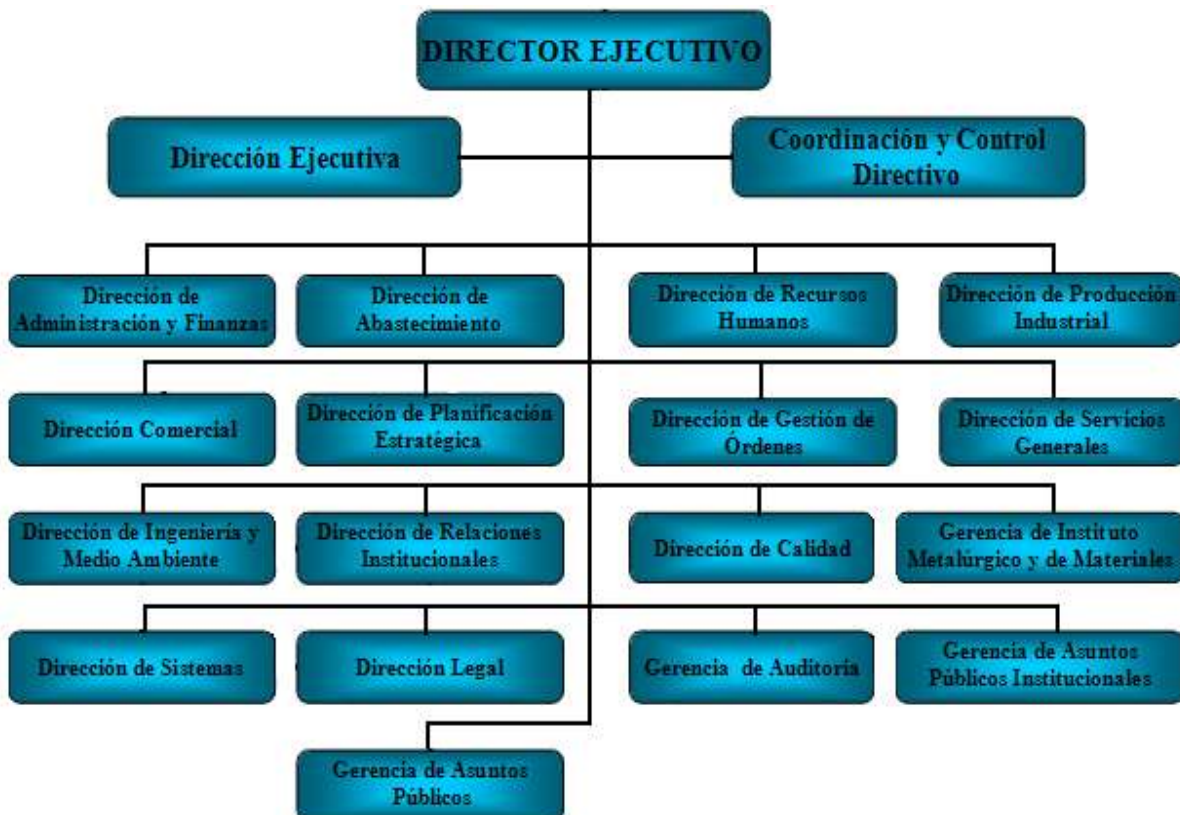 DIRECTOR EJECUTIVO
Dirección Ejecutiva
Coordinación y Control
Directivo
Dirección de
Administración y Finanzas
Dirección de
Abastecimiento
Dirección de Recursos
Humanos
Dirección de Producción
Industrial
Dirección Comercial
Dirección de Planificación
Estratégica
Dirección de Gestión de
Órdenes
Dirección de Servicios
Generales
Dirección de Ingeniería y
Medio Ambiente
Dirección de Relaciones
Institucionales
Dirección de Calidad
Gerencia de Instituto
Metalúrgico y de Materiales
Dirección de Sistemas
Dirección Legal
Gerencia de Auditoría
Gerencia de Asuntos
Públicos Institucionales
Gerencia de Asuntos
Públicos